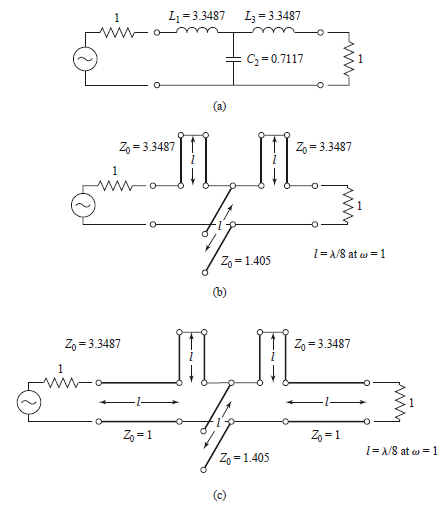 1
L₁ = 3.3487 L₃ = 3.3487
C₂ = 0.7117
1
(a)
Z₀ = 3.3487 l l Z₀ = 3.3487
1
1
l
Z₀ = 1.405
l = λ/8 at ω = 1
(b)
Z₀ = 3.3487 l l Z₀ = 3.3487
1
l l
1
l
Z₀ = 1 Z₀ = 1
Z₀ = 1.405
l = λ/8 at ω = 1
(c)